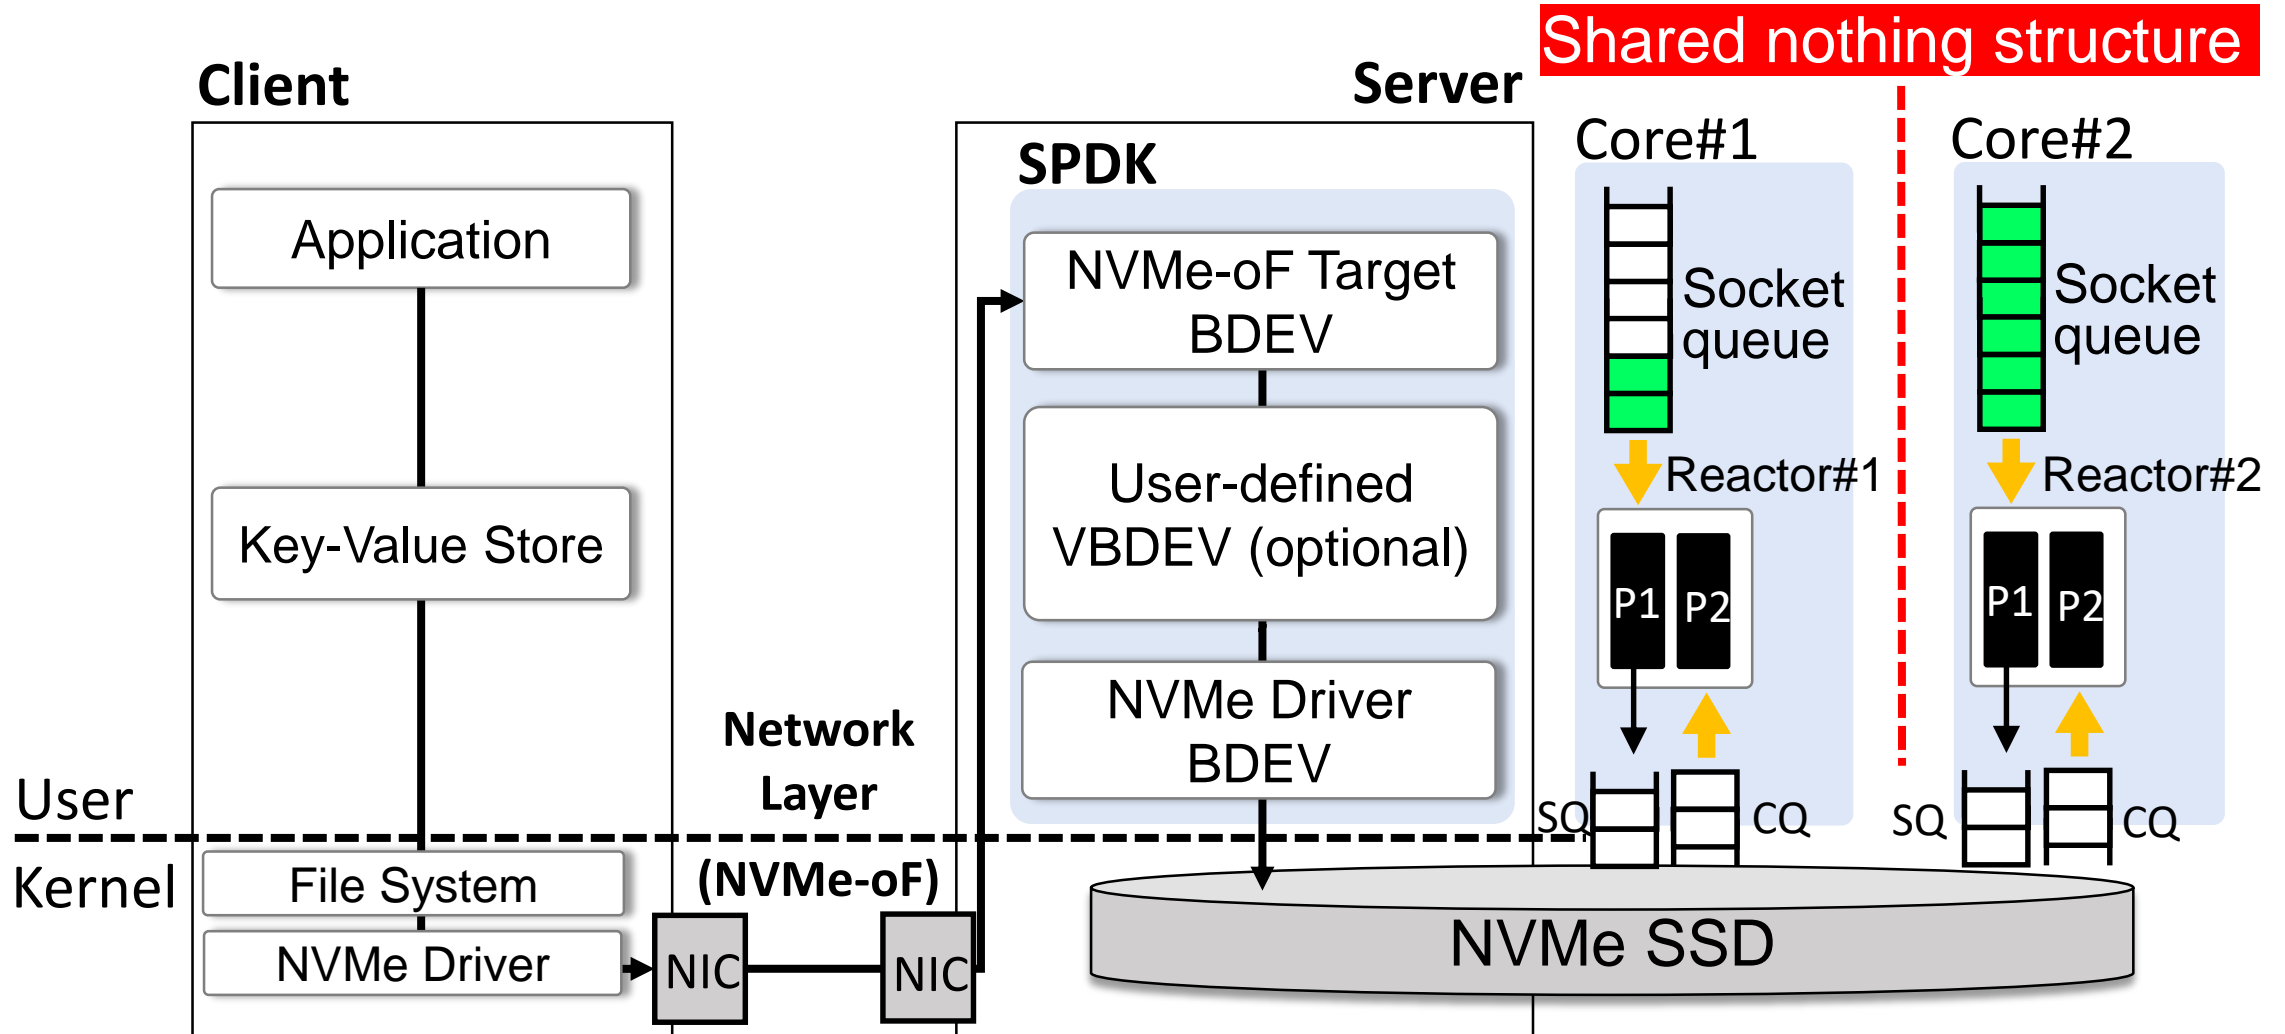 Shared nothing structure
Client
Server
Core#1
Core#2
SPDK
Application
NVMe-oF Target
BDEV
Socket
queue
Socket
queue
Key-Value Store
User-defined
VBDEV (optional)
Reactor#1
Reactor#2
P1
P2
P1
P2
NVMe Driver
BDEV
Network
Layer
(NVMe-oF)
User
Kernel
SQ
CQ
SQ
CQ
File System
NVMe Driver
NIC
NIC
NVMe SSD